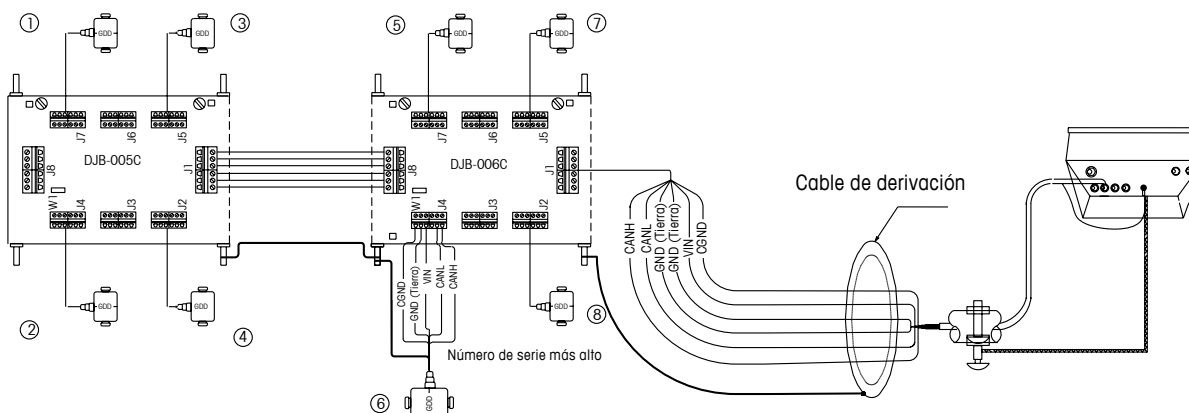 ①
③
⑤
⑦
GDD
GDD
GDD
GDD
J7
J6
J5
J7
J6
J5
DJB-005C
DJB-006C
J8
J1
J8
J1
W1
J4
J3
J2
W1
J4
J3
J2
Cable de derivación
CANH
CANL
GND (Tierra)
GND (Tierra)
VIN
CGND
CGND
GND (Tierra)
VIN
CANL
CANH
GDD
GDD
GDD
②
④
⑧
Número de serie más alto
⑥
GDD